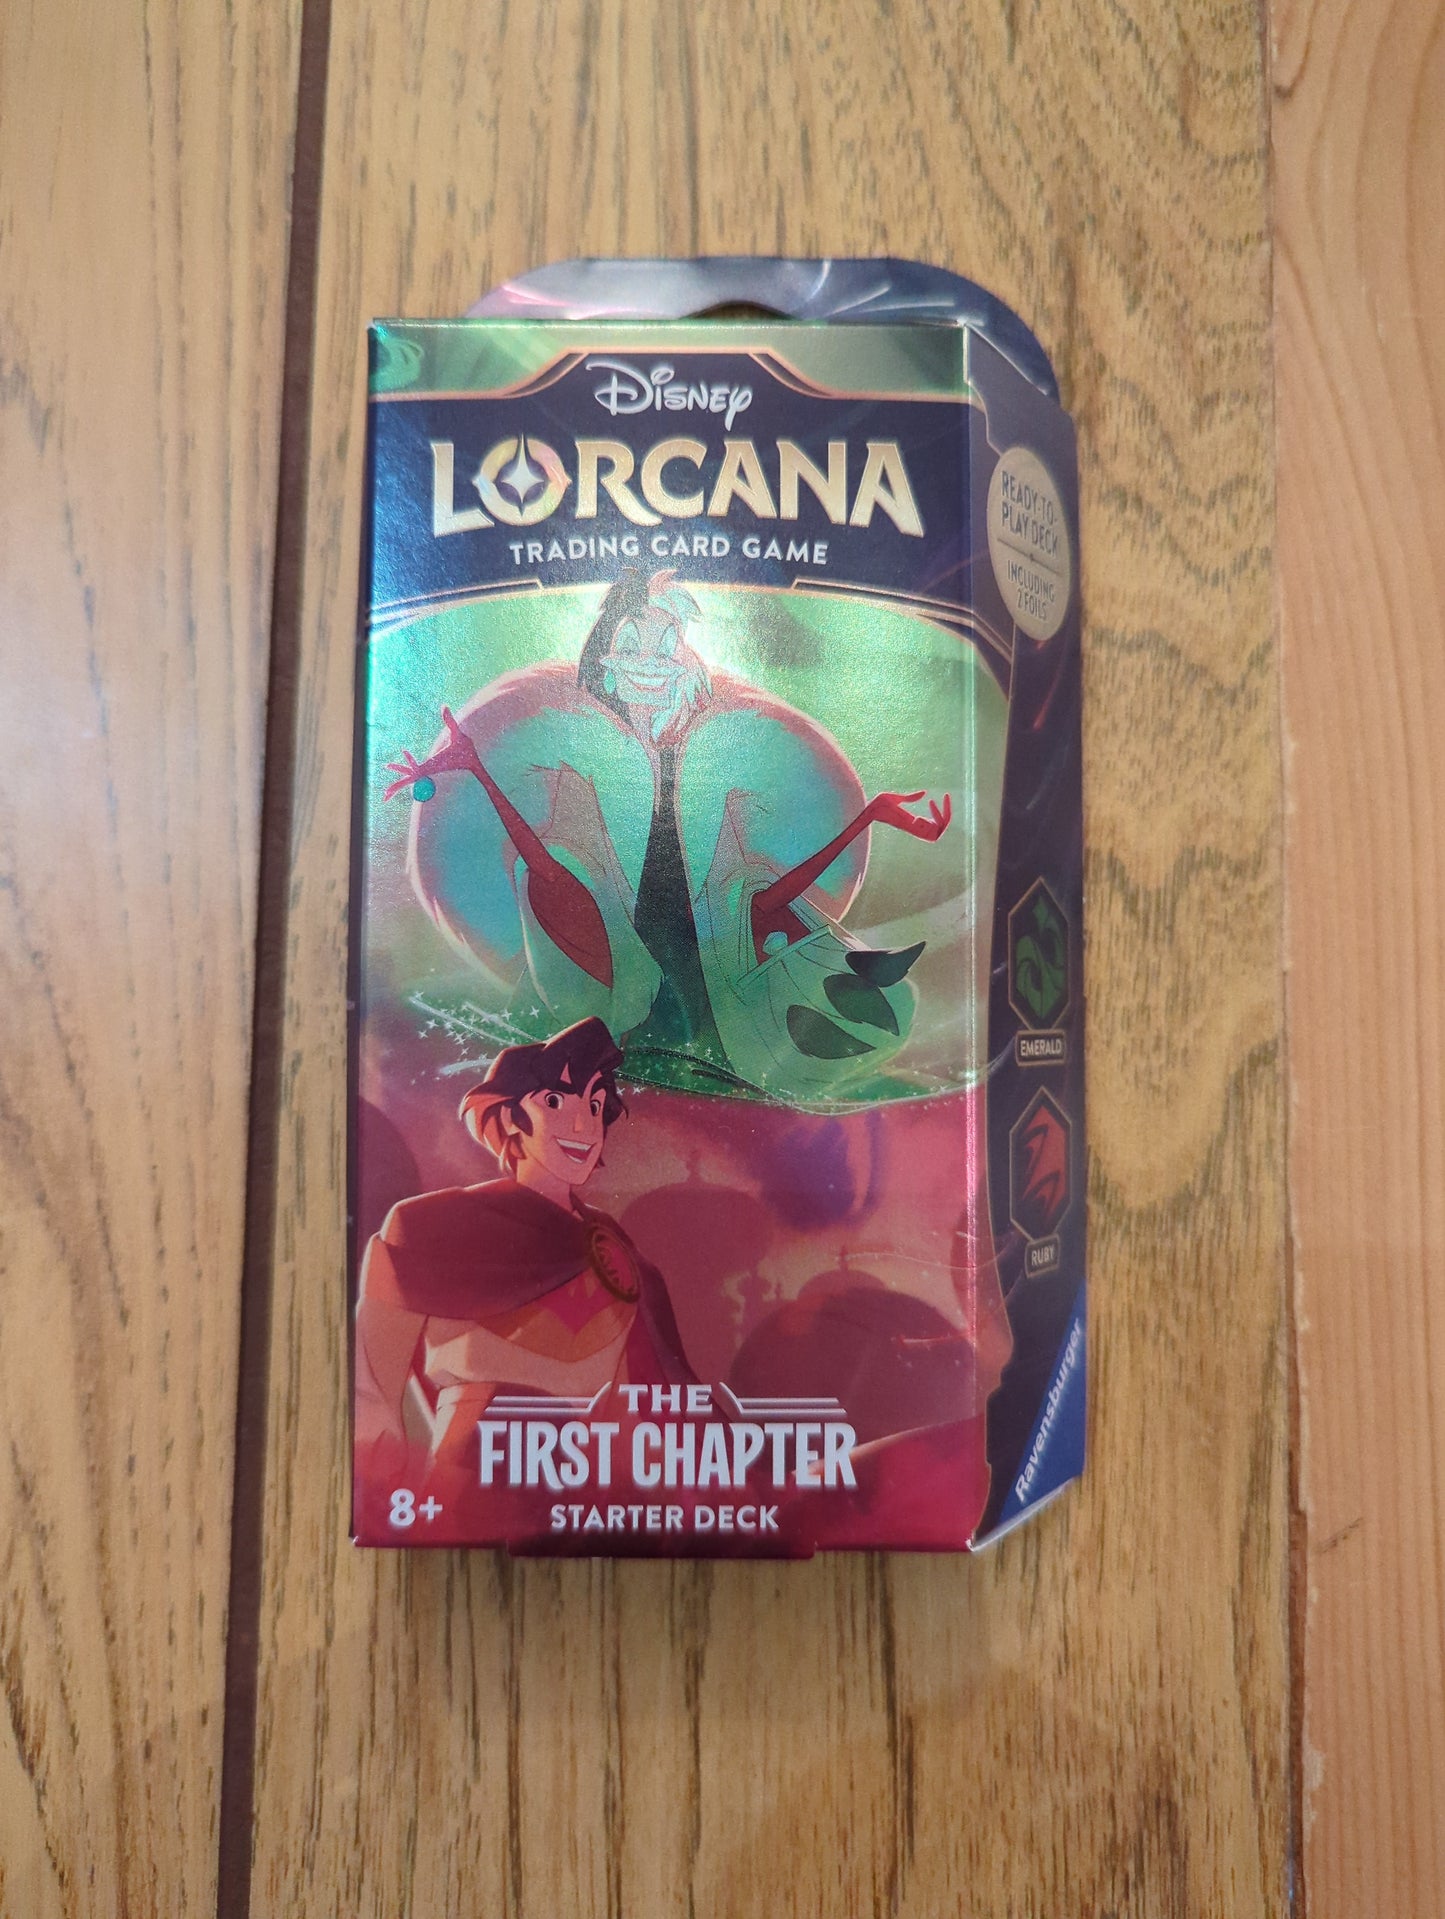 Disney
LORCANA
TRADING CARD GAME
THE
FIRST CHAPTER
STARTER DECK
8+
READY-TO-
PLAY DECK
INCLUDING
2 FOILS
EMERALD
RUBY
Ravensburger